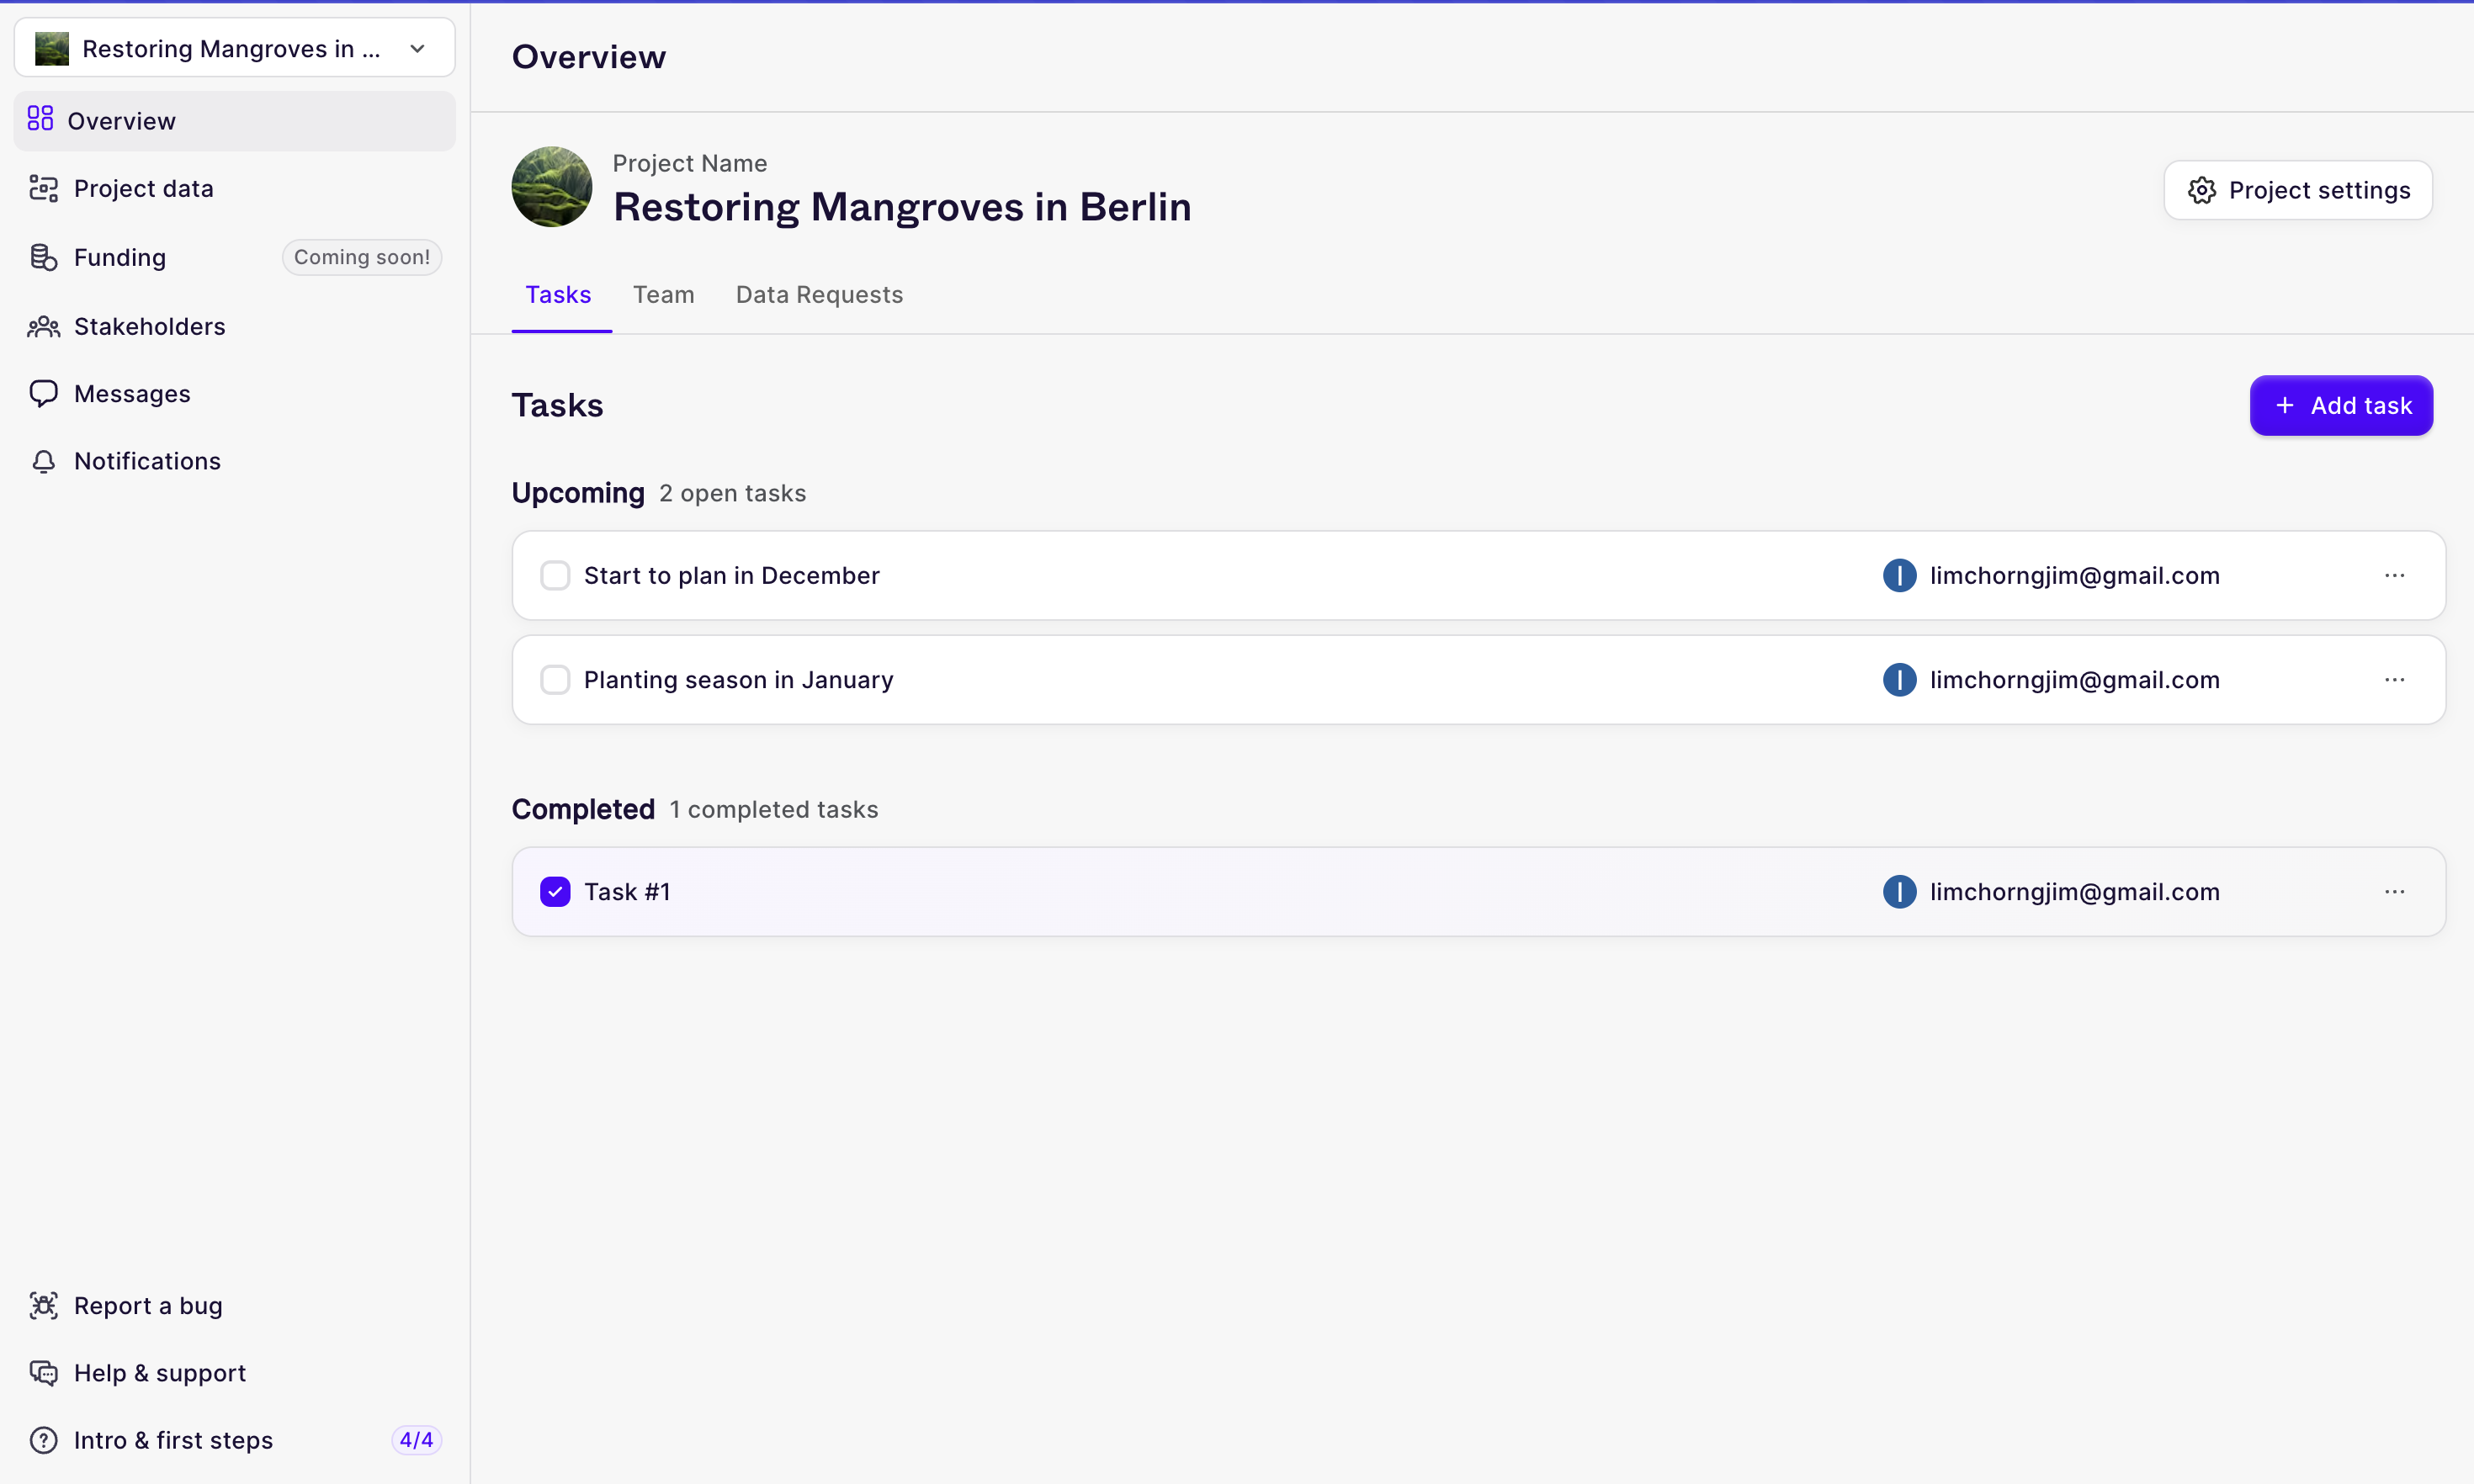 Restoring Mangroves in ...
Overview
Project data
Funding
Coming soon!
Stakeholders
Messages
Notifications
Report a bug
Help & support
Intro & first steps
4/4
Overview
Project Name
Restoring Mangroves in Berlin
Project settings
Tasks
Team
Data Requests
Tasks
+ Add task
Upcoming 2 open tasks
Start to plan in December
l
limchorngjim@gmail.com
...
Planting season in January
l
limchorngjim@gmail.com
...
Completed 1 completed tasks
Task #1
l
limchorngjim@gmail.com
...